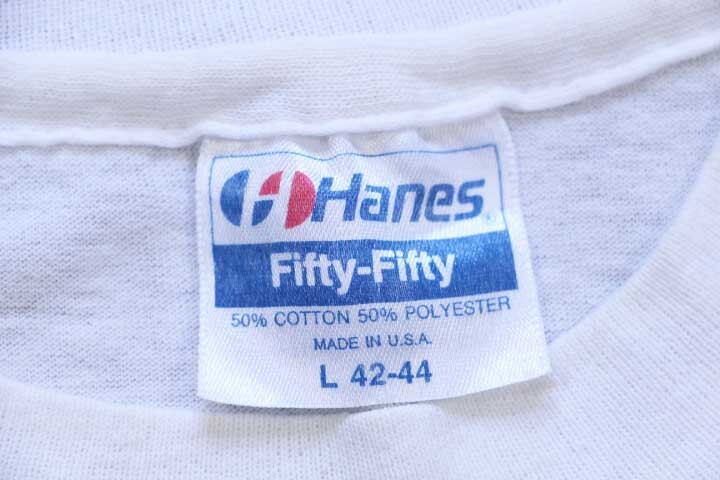 Hanes®
Fifty-Fifty
50% COTTON 50% POLYESTER
MADE IN U.S.A.
L 42-44